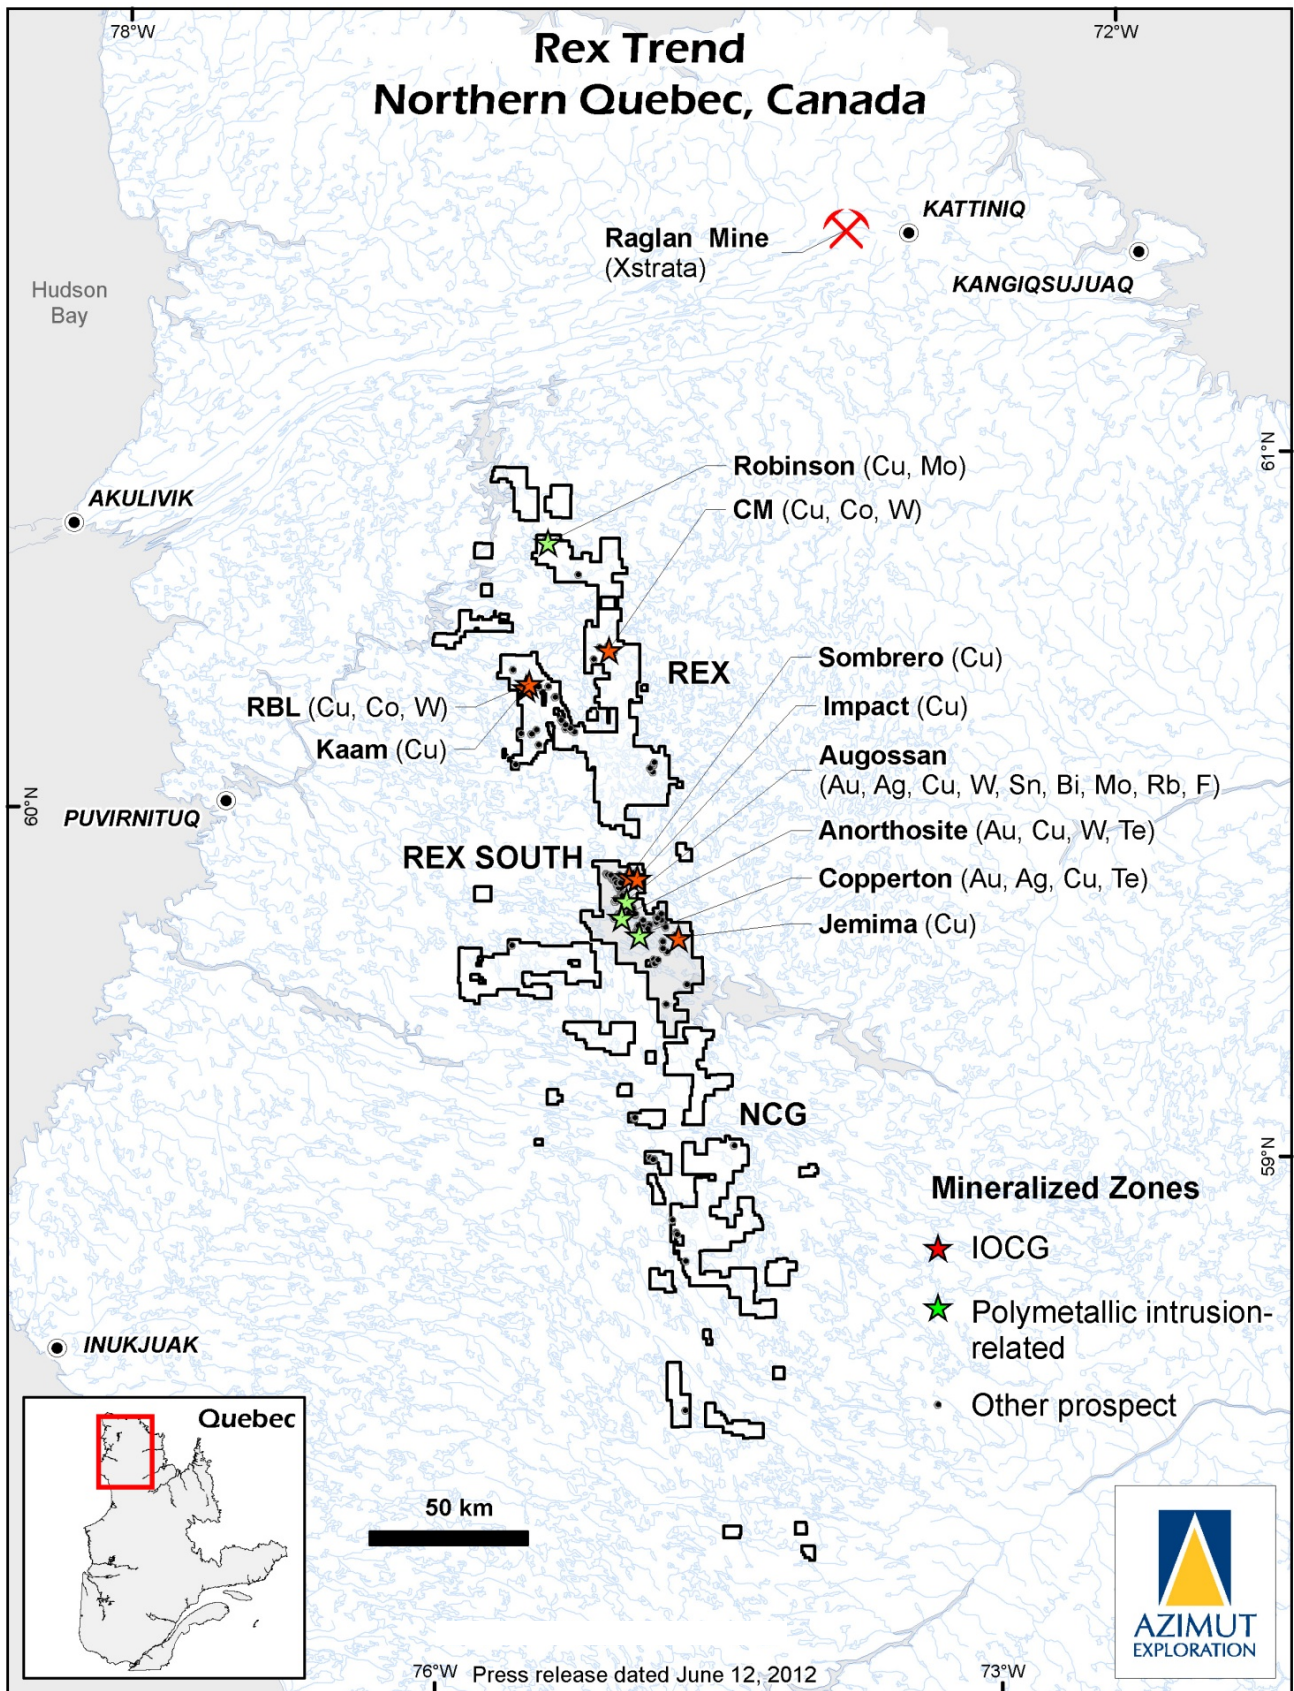 78°W
72°W
Rex Trend
Northern Quebec, Canada
KATTINIQ
Raglan Mine
(Xstrata)
KANGIQSUJUAQ
Hudson
Bay
61°N
Robinson (Cu, Mo)
AKULIVIK
CM (Cu, Co, W)
Sombrero (Cu)
REX
RBL (Cu, Co, W)
Impact (Cu)
Kaam (Cu)
Augossan
(Au, Ag, Cu, W, Sn, Bi, Mo, Rb, F)
60°N
PUVIRNITUQ
Anorthosite (Au, Cu, W, Te)
REX SOUTH
Copperton (Au, Ag, Cu, Te)
Jemima (Cu)
NCG
59°N
Mineralized Zones
IOCG
Polymetallic intrusion-
related
INUKJUAK
Other prospect
Quebec
50 km
AZIMUT
EXPLORATION
76°W
Press release dated June 12, 2012
73°W